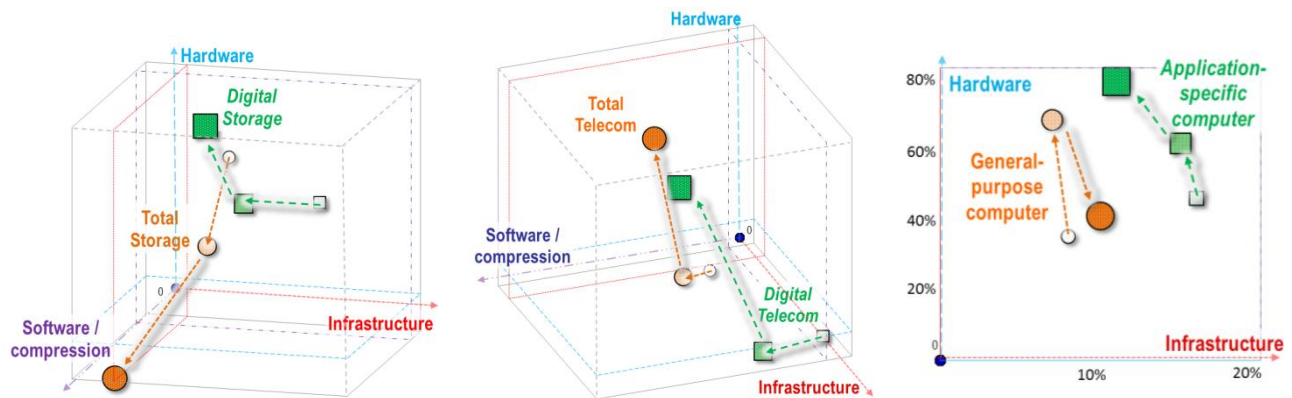 Hardware
Digital
Storage
Total
Storage
0
Software /
compression
Infrastructure
Hardware
Total
Telecom
Software /
compression
0
Digital
Telecom
Infrastructure
80%
Hardware
Application-
specific
computer
60%
General-
purpose
computer
40%
20%
Infrastructure
0
10%
20%